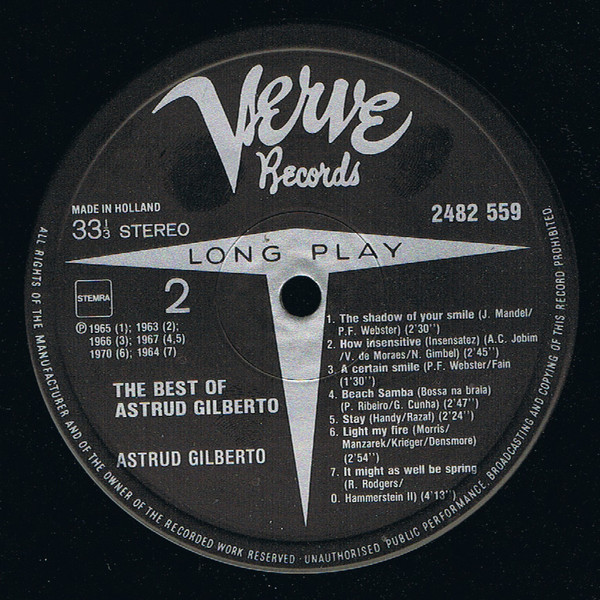 Verve
Records
MADE IN HOLLAND
33⅓ STEREO
2482 559
LONG PLAY
STEMRA
2
℗ 1965 (1); 1963 (2);
1966 (3); 1967 (4,5)
1970 (6); 1964 (7)
THE BEST OF
ASTRUD GILBERTO
ASTRUD GILBERTO
1. The shadow of your smile (J. Mandel/
P.F. Webster) (2'30'')
2. How insensitive (Insensatez) (A.C. Jobim
/V. de Moraes/N. Gimbel) (2'45'')
3. A certain smile (P.F. Webster/Fain
(1'30'')
4. Beach Samba (Bossa na braia)
(P. Ribeiro/G. Cunha) (2'47'')
5. Stay (Handy/Razaf) (2'24'')
6. Light my fire (Morris/
Manzarek/Krieger/Densmore)
(2'54'')
7. It might as well be spring
(R. Rodgers/
O. Hammerstein II) (4'13'')
ALL RIGHTS OF THE MANUFACTURER AND OF THE OWNER OF THE RECORDED WORK RESERVED · UNAUTHORISED PUBLIC PERFORMANCE, BROADCASTING AND COPYING OF THIS RECORD PROHIBITED.